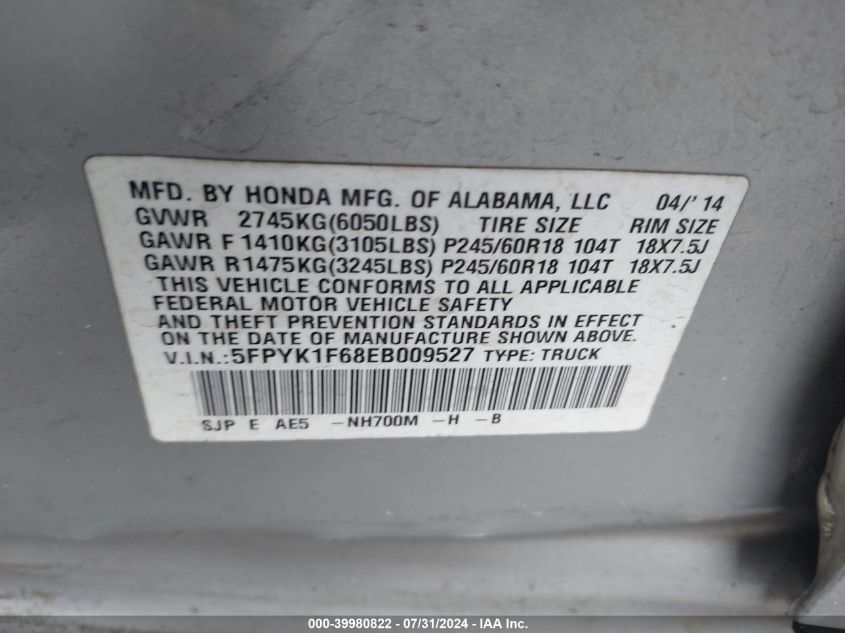 MFD. BY HONDA MFG. OF ALABAMA, LLC 04/'14
GVWR 2745KG(6050LBS) TIRE SIZE RIM SIZE
GAWR F 1410KG(3105LBS) P245/60R18 104T 18X7.5J
GAWR R1475KG(3245LBS) P245/60R18 104T 18X7.5J
THIS VEHICLE CONFORMS TO ALL APPLICABLE
FEDERAL MOTOR VEHICLE SAFETY
AND THEFT PREVENTION STANDARDS IN EFFECT
ON THE DATE OF MANUFACTURE SHOWN ABOVE.
V.I.N.:5FPYK1F68EB009527 TYPE: TRUCK
SJP E AE5 -NH700M -H -B
000-39980822 - 07/31/2024 - IAA Inc.